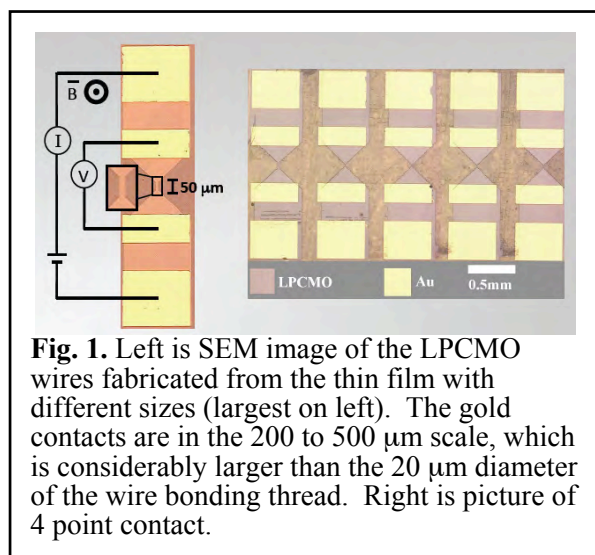 B
I
V
50 μm
LPCMO
Au
0.5mm
Fig. 1. Left is SEM image of the LPCMO
wires fabricated from the thin film with
different sizes (largest on left). The gold
contacts are in the 200 to 500 μm scale, which
is considerably larger than the 20 μm diameter
of the wire bonding thread. Right is picture of
4 point contact.